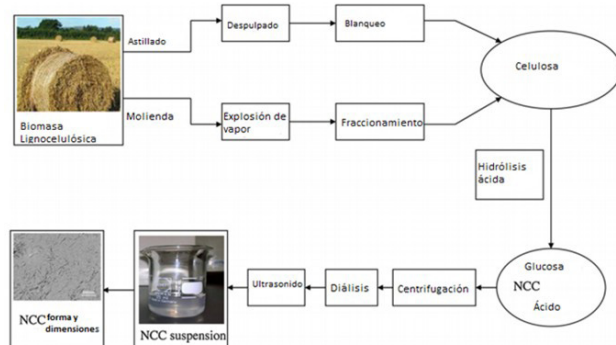 Astillado
Despulpado
Blanqueo
Celulosa
Biomasa
Lignocelulósica
Molienda
Explosión de
vapor
Fraccionamiento
Hidrólisis
ácida
Glucosa
NCC
Ácido
Centrifugación
Diálisis
Ultrasonido
NCC suspension
NCC forma y
dimensiones